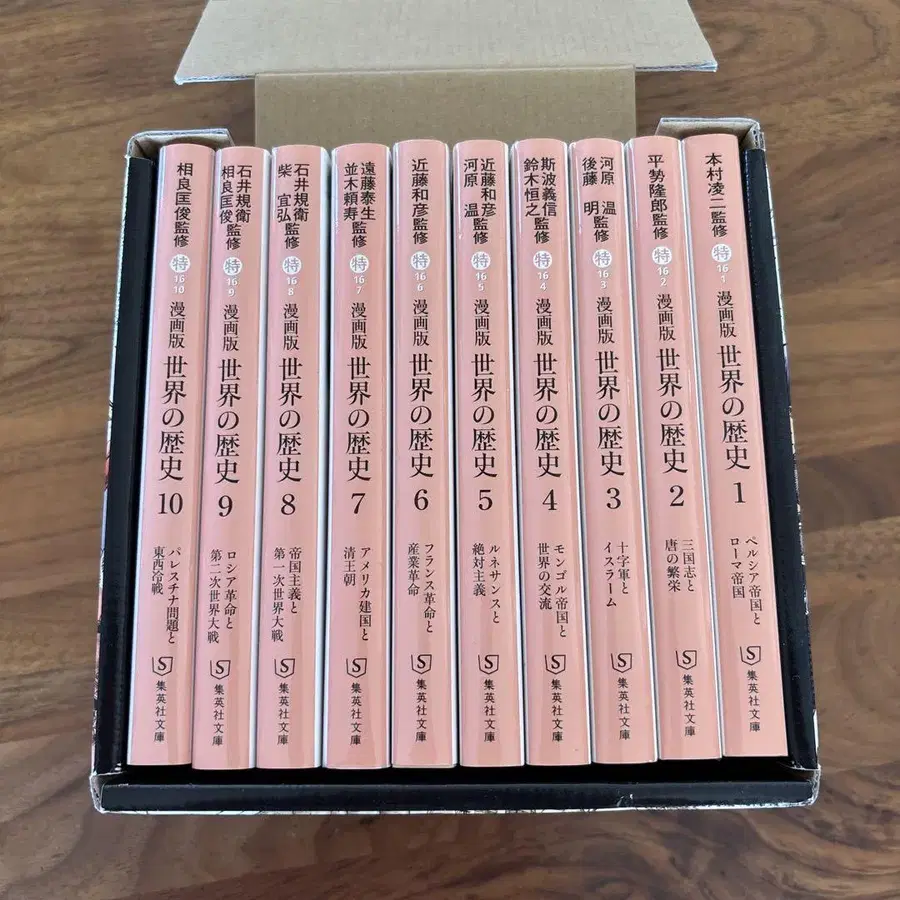 本村凌二監修
特
16
1
漫画版 世界の歴史 1
ペルシア帝国と
ローマ帝国
S
集英社文庫
平㔟隆郎監修
特
16
2
漫画版 世界の歴史 2
三国志と
唐の繁栄
S
集英社文庫
河原 温
後藤 明監修
特
16
3
漫画版 世界の歴史 3
十字軍と
イスラーム
S
集英社文庫
斯波義信
鈴木恒之監修
特
16
4
漫画版 世界の歴史 4
モンゴル帝国と
世界の交流
S
集英社文庫
近藤和彦
河原 温監修
特
16
5
漫画版 世界の歴史 5
ルネサンスと
絶対主義
S
集英社文庫
近藤和彦監修
特
16
6
漫画版 世界の歴史 6
フランス革命と
産業革命
S
集英社文庫
遠藤泰生
並木頼寿監修
特
16
7
漫画版 世界の歴史 7
アメリカ建国と
清王朝
S
集英社文庫
石井規衛
柴 宜弘監修
特
16
8
漫画版 世界の歴史 8
帝国主義と
第一次世界大戦
S
集英社文庫
石井規衛
相良匡俊監修
特
16
9
漫画版 世界の歴史 9
ロシア革命と
第二次世界大戦
S
集英社文庫
相良匡俊監修
特
16
10
漫画版 世界の歴史 10
パレスチナ問題と
東西冷戦
S
集英社文庫